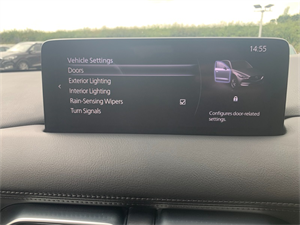 14:55
Vehicle Settings
Doors
Exterior Lighting
Interior Lighting
Rain-Sensing Wipers
Turn Signals
Configures door-related
settings.